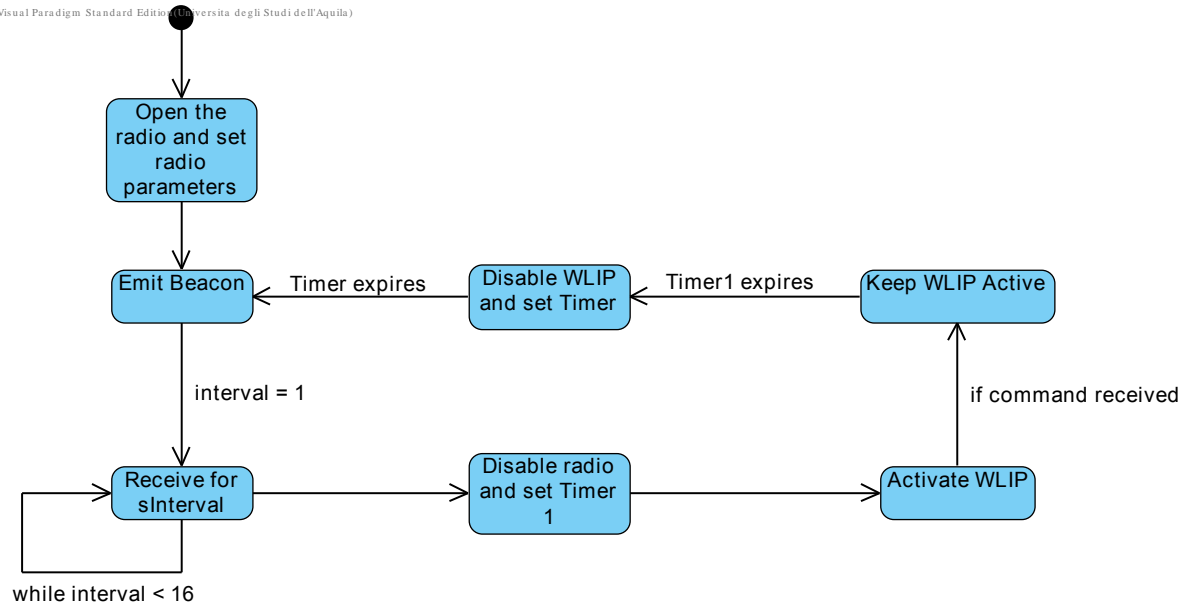 Visual Paradigm Standard Edition(Universita degli Studi dell'Aquila)
Open the
radio and set
radio
parameters
Emit Beacon
Timer expires
Disable WLIP
and set Timer
Timer1 expires
Keep WLIP Active
interval = 1
if command received
Receive for
sInterval
Disable radio
and set Timer
1
Activate WLIP
while interval < 16